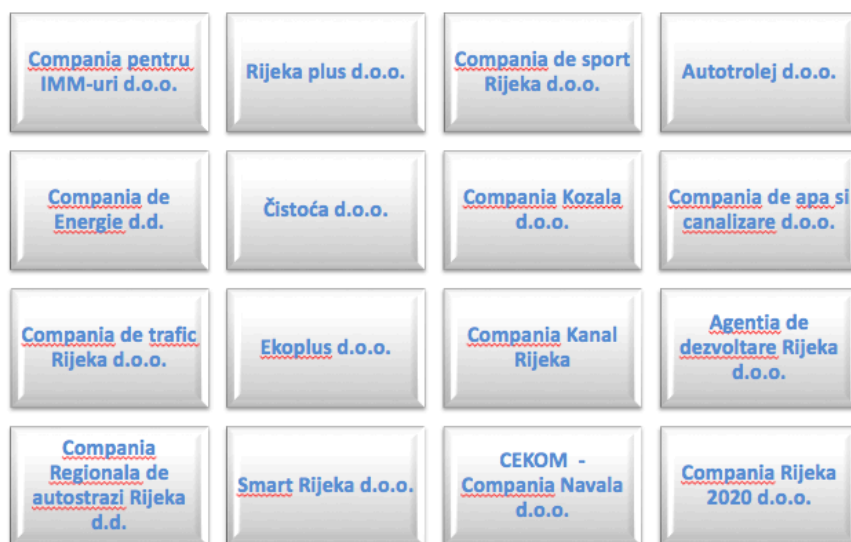 Compania pentru
IMM-uri d.o.o.
Rijeka plus d.o.o.
Compania de sport
Rijeka d.o.o.
Autotrolej d.o.o.
Compania de
Energie d.d.
Čistoća d.o.o.
Compania Kozala
d.o.o.
Compania de apa si
canalizare d.o.o.
Compania de trafic
Rijeka d.o.o.
Ekoplus d.o.o.
Compania Kanal
Rijeka
Agentia de
dezvoltare Rijeka
d.o.o.
Compania
Regionala de
autostrazi Rijeka
d.d.
Smart Rijeka d.o.o.
CEKOM -
Compania Navala
d.o.o.
Compania Rijeka
2020 d.o.o.